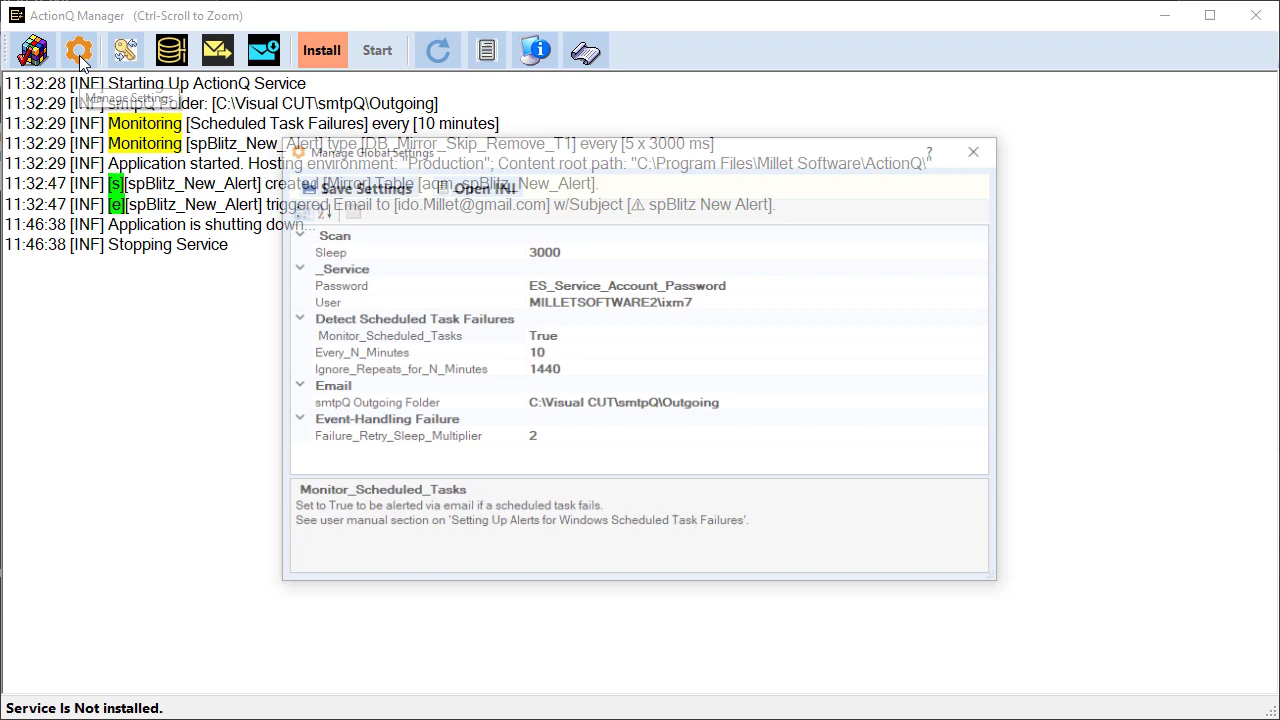 ActionQ Manager (Ctrl-Scroll to Zoom)
Install
Start
11:32:28 [INF] Starting Up ActionQ Service
Manage Settings
11:32:29 [INF] smtpQ Folder: [C:\Visual CUT\smtpQ\Outgoing]
11:32:29 [INF] Monitoring [Scheduled Task Failures] every [10 minutes]
11:32:29 [INF] Monitoring [spBlitz_New_Alert] type [DB_Mirror_Skip_Remove_T1] every [5 x 3000 ms]
11:32:29 [INF] Application started. Hosting environment: "Production"; Content root path: "C:\Program Files\Millet Software\ActionQ\"
11:32:47 [INF] [s][spBlitz_New_Alert] created [Mirror] Table [aqm_spBlitz_New_Alert].
11:32:47 [INF] [e][spBlitz_New_Alert] triggered Email to [ido.Millet@gmail.com] w/Subject [⚠ spBlitz New Alert].
11:46:38 [INF] Application is shutting down...
11:46:38 [INF] Stopping Service
Manage Global Settings
?
Save Settings
Open INI
Scan
Sleep 3000
_Service
Password ES_Service_Account_Password
User MILLETSOFTWARE2\ixm7
Detect Scheduled Task Failures
Monitor_Scheduled_Tasks True
Every_N_Minutes 10
Ignore_Repeats_for_N_Minutes 1440
Email
smtpQ Outgoing Folder C:\Visual CUT\smtpQ\Outgoing
Event-Handling Failure
Failure_Retry_Sleep_Multiplier 2
Monitor_Scheduled_Tasks
Set to True to be alerted via email if a scheduled task fails.
See user manual section on 'Setting Up Alerts for Windows Scheduled Task Failures'.
Service Is Not installed.